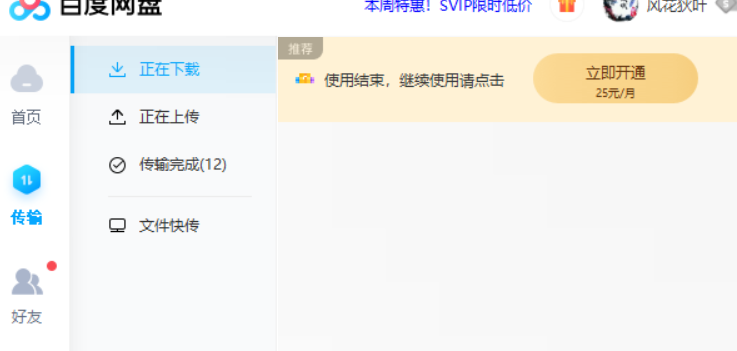 百度网盘
本周特惠！SVIP限时低价
风花狄叶
推荐
使用结束，继续使用请点击
立即开通
25元/月
首页
传输
好友
正在下载
正在上传
传输完成(12)
文件快传